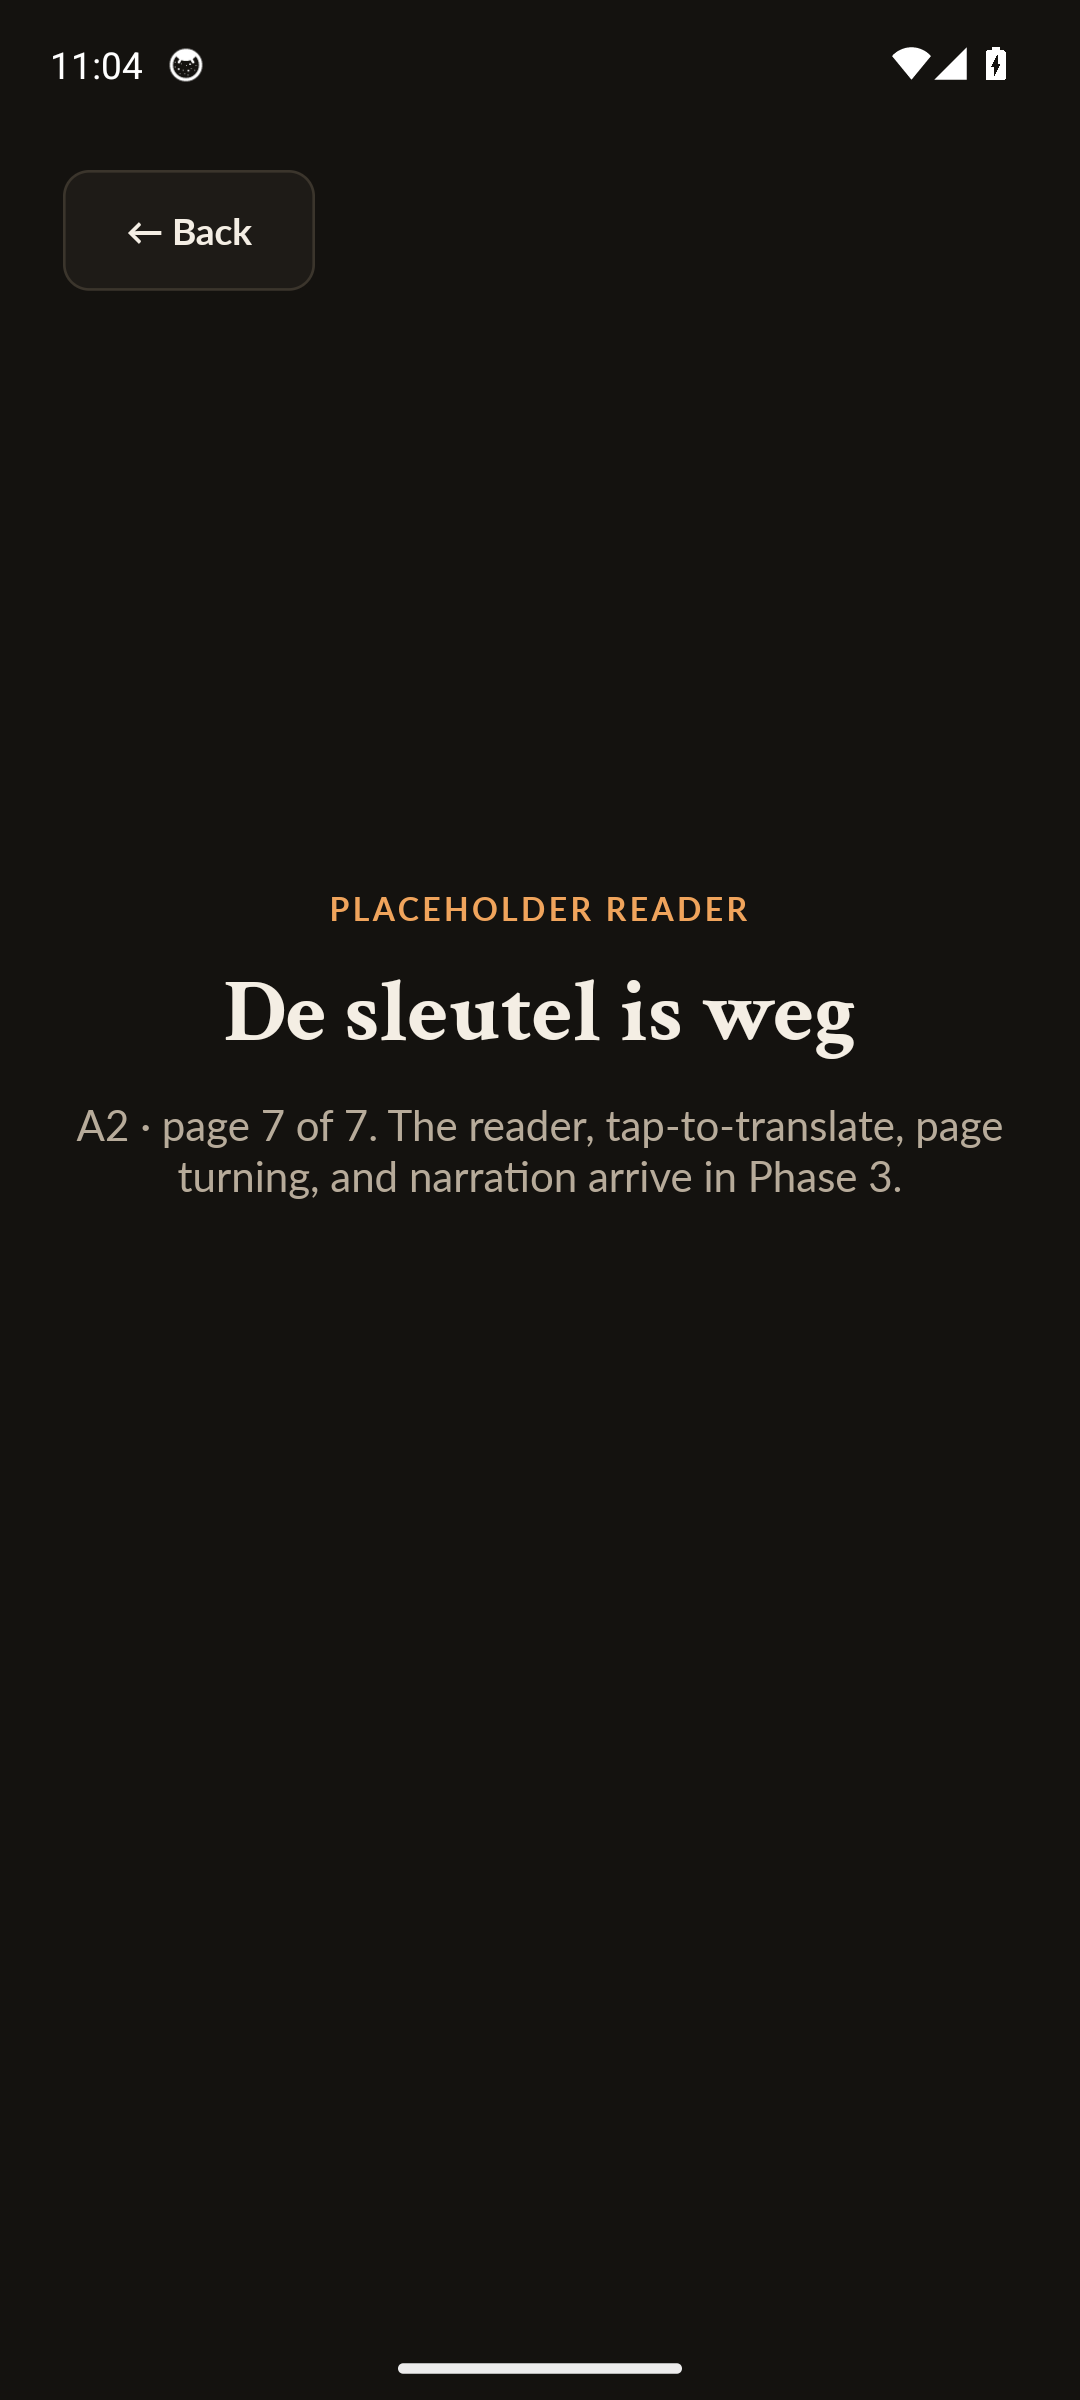 11:04
← Back
PLACEHOLDER READER
De sleutel is weg
A2 · page 7 of 7. The reader, tap-to-translate, page
turning, and narration arrive in Phase 3.